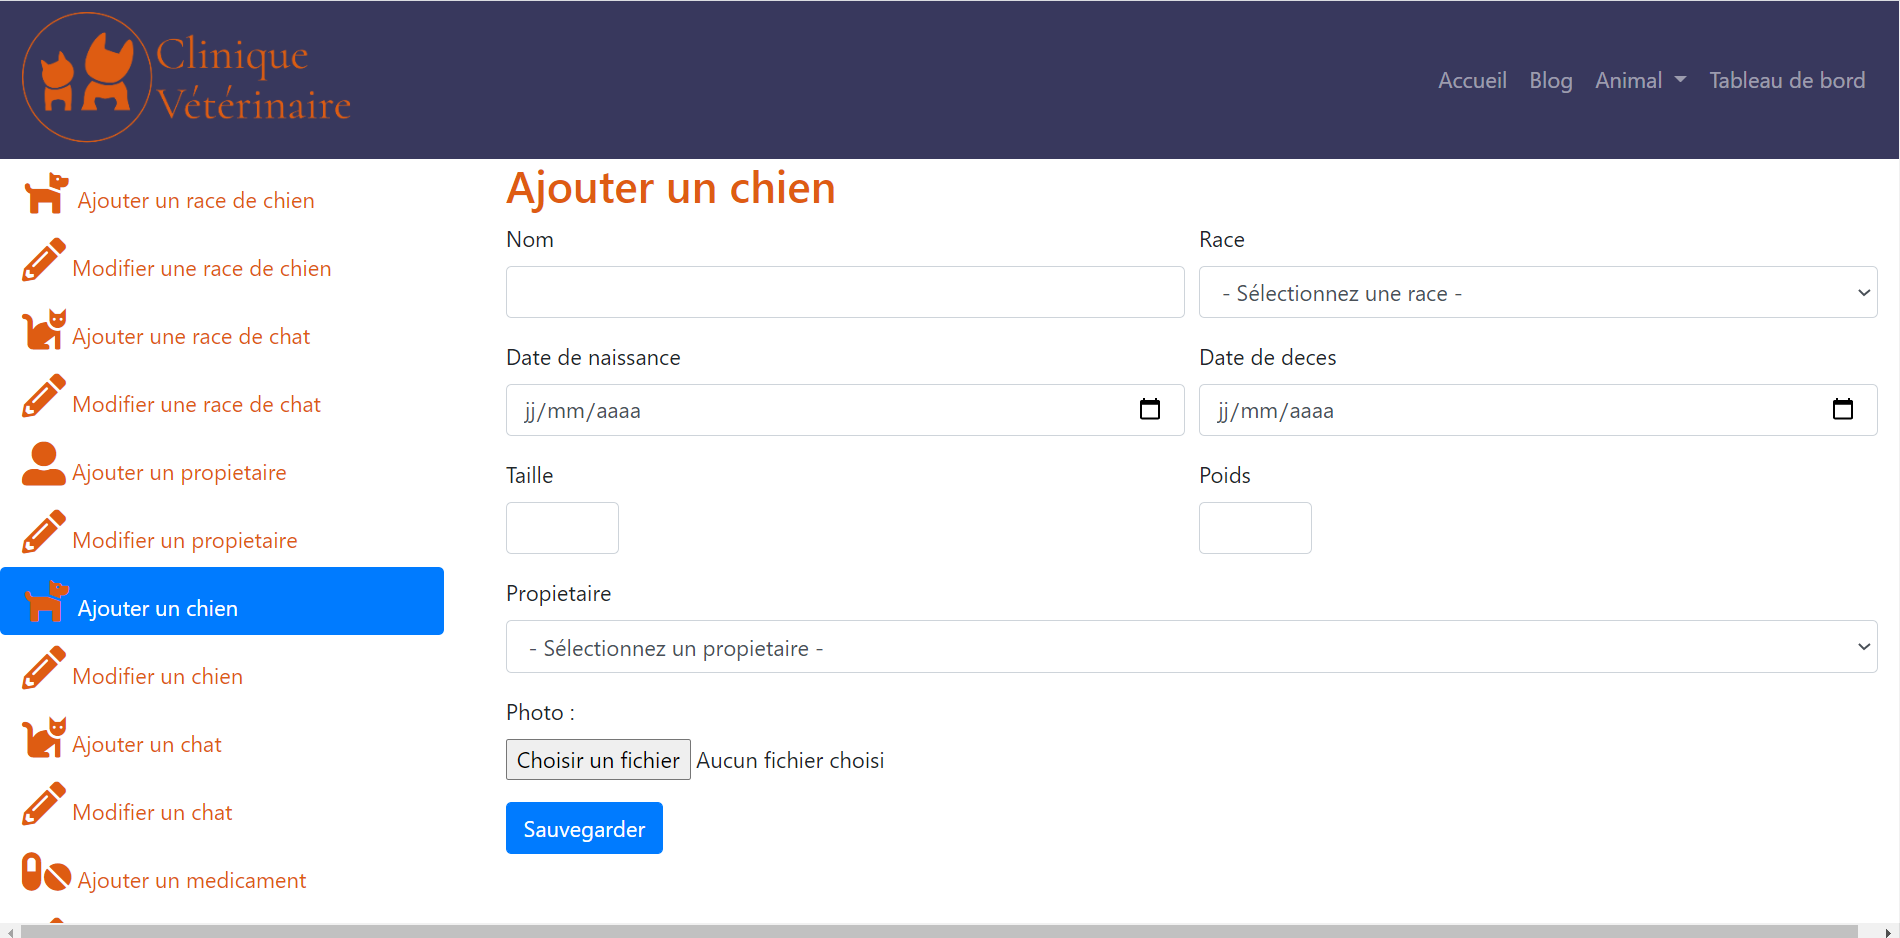 Clinique
Vétérinaire
Accueil Blog Animal Tableau de bord
Ajouter un race de chien
Modifier une race de chien
Ajouter une race de chat
Modifier une race de chat
Ajouter un propietaire
Modifier un propietaire
Ajouter un chien
Modifier un chien
Ajouter un chat
Modifier un chat
Ajouter un medicament
Ajouter un chien
Nom Race
- Sélectionnez une race -
Date de naissance Date de deces
jj/mm/aaaa jj/mm/aaaa
Taille Poids
Propietaire
- Sélectionnez un propietaire -
Photo :
Choisir un fichier Aucun fichier choisi
Sauvegarder